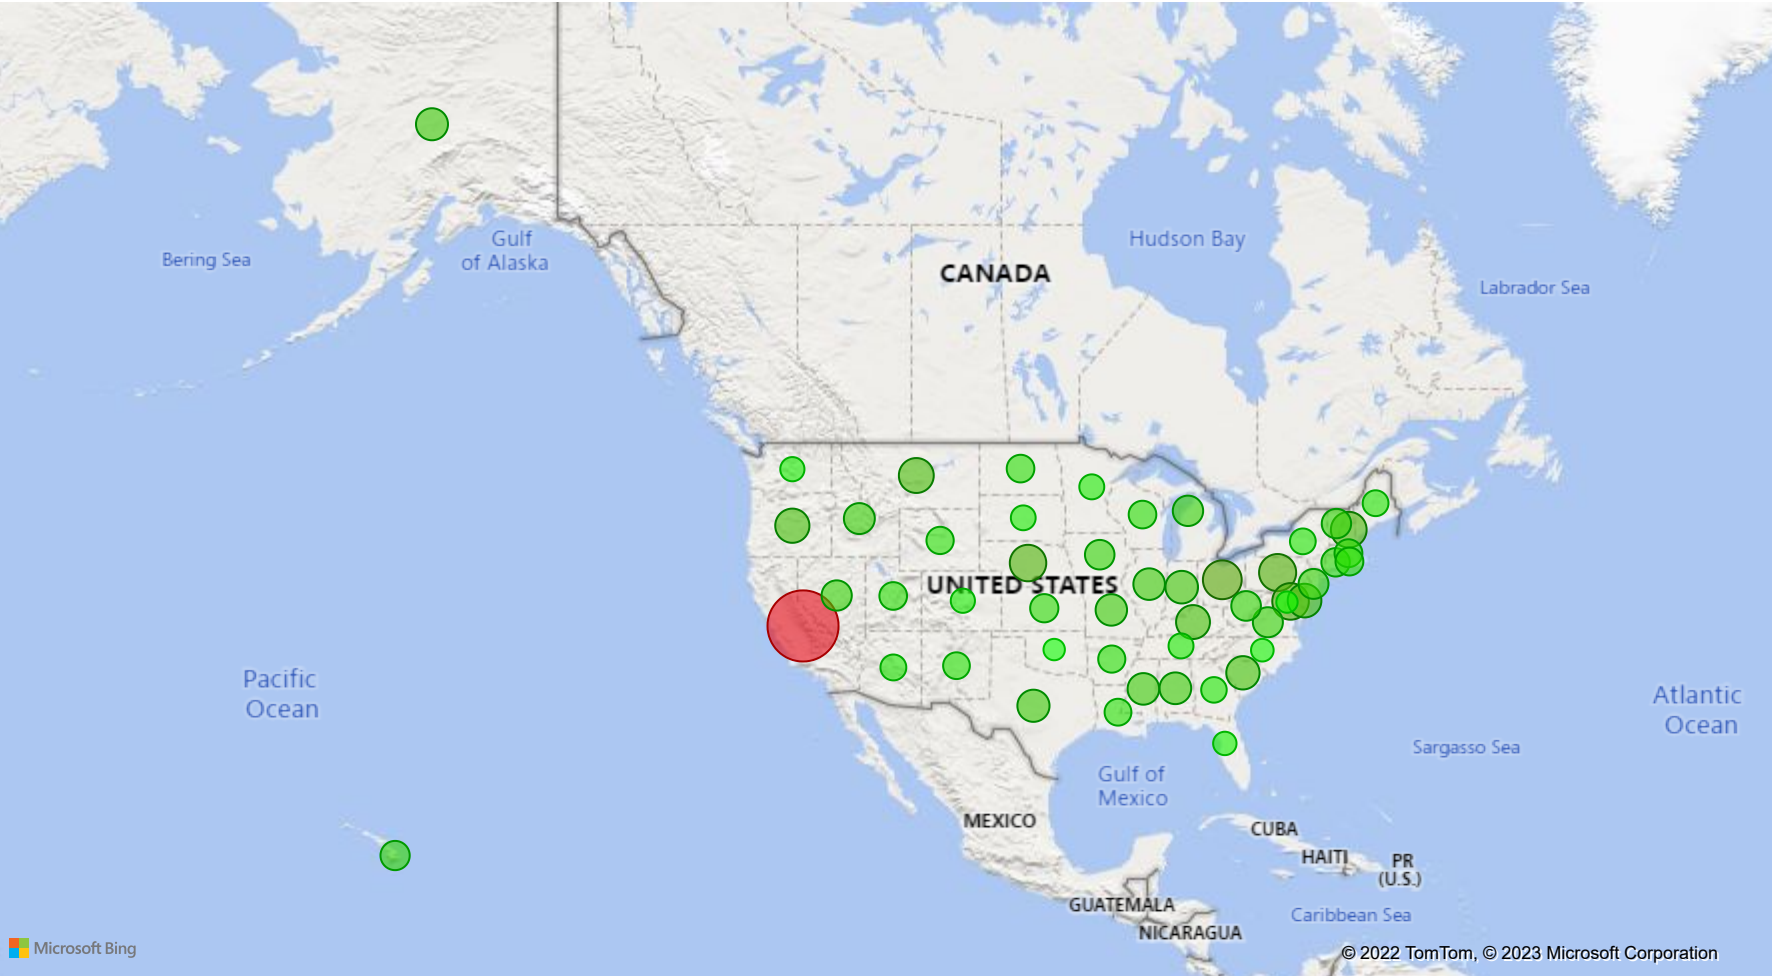 Hudson Bay
Gulf
of Alaska
Bering Sea
CANADA
Labrador Sea
UNITED STATES
Pacific
Ocean
Atlantic
Ocean
Sargasso Sea
Gulf of
Mexico
MEXICO
CUBA
HAITI
PR
(U.S.)
GUATEMALA
Caribbean Sea
NICARAGUA
Microsoft Bing
© 2022 TomTom, © 2023 Microsoft Corporation